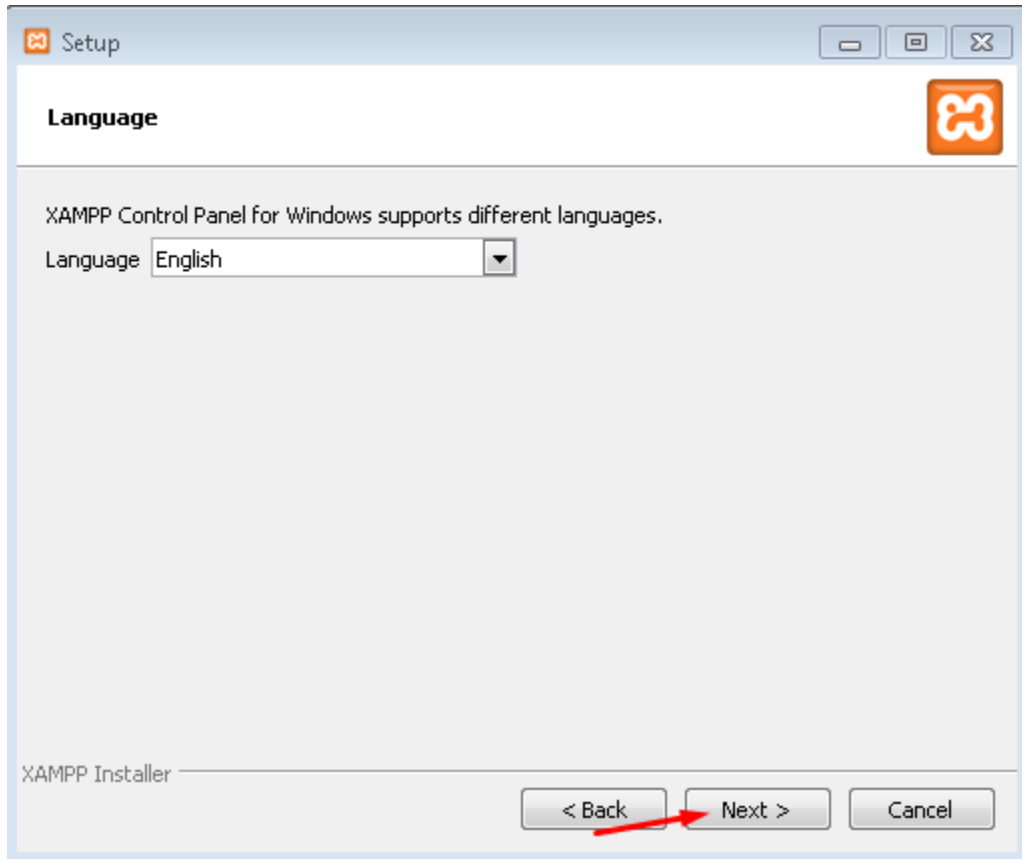 Setup
Language
XAMPP Control Panel for Windows supports different languages.
Language English
XAMPP Installer
< Back Next > Cancel